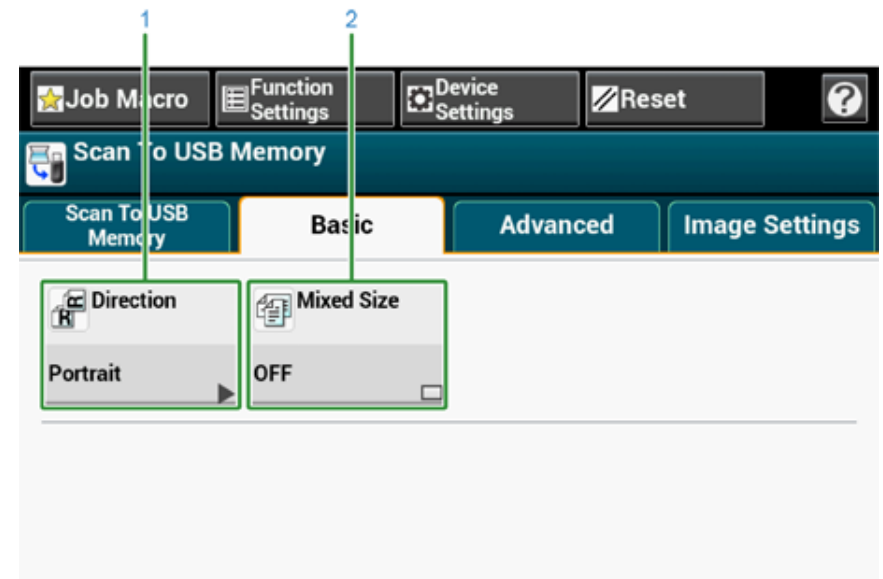 1 2
Job Macro Function Settings Device Settings Reset ?
Scan To USB Memory
Scan To USB Memory Basic Advanced Image Settings
Direction Mixed Size
Portrait OFF